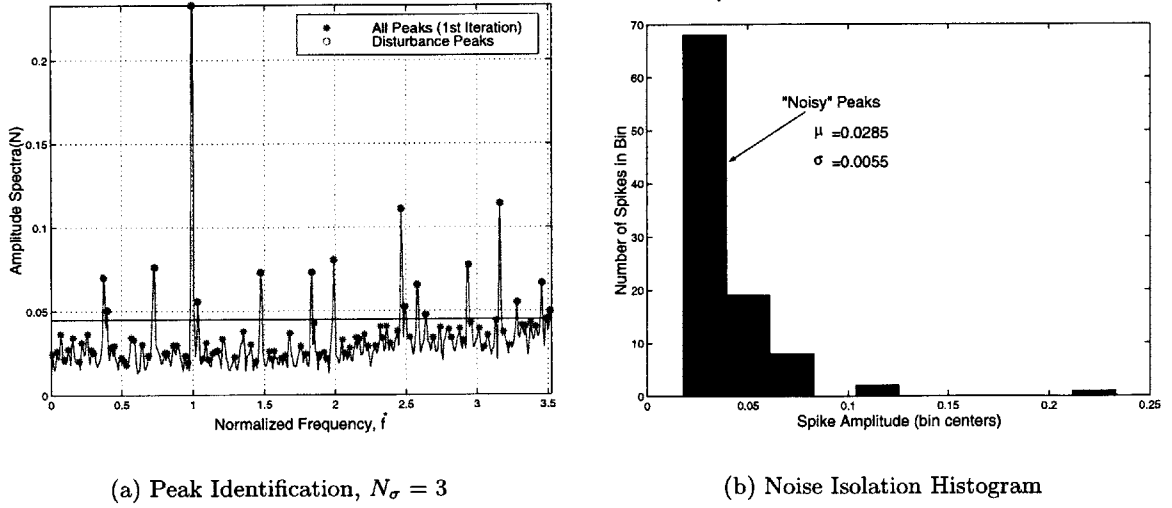 All Peaks (1st Iteration)
Disturbance Peaks
0.2
0.15
0.1
0.05
0
Amplitude Spectra(N)
0 0.5 1 1.5 2 2.5 3 3.5
Normalized Frequency, f
(a) Peak Identification, Nσ = 3
70
60
50
40
30
20
10
0
Number of Spikes in Bin
"Noisy" Peaks
μ =0.0285
σ =0.0055
0 0.05 0.1 0.15 0.2 0.25
Spike Amplitude (bin centers)
(b) Noise Isolation Histogram